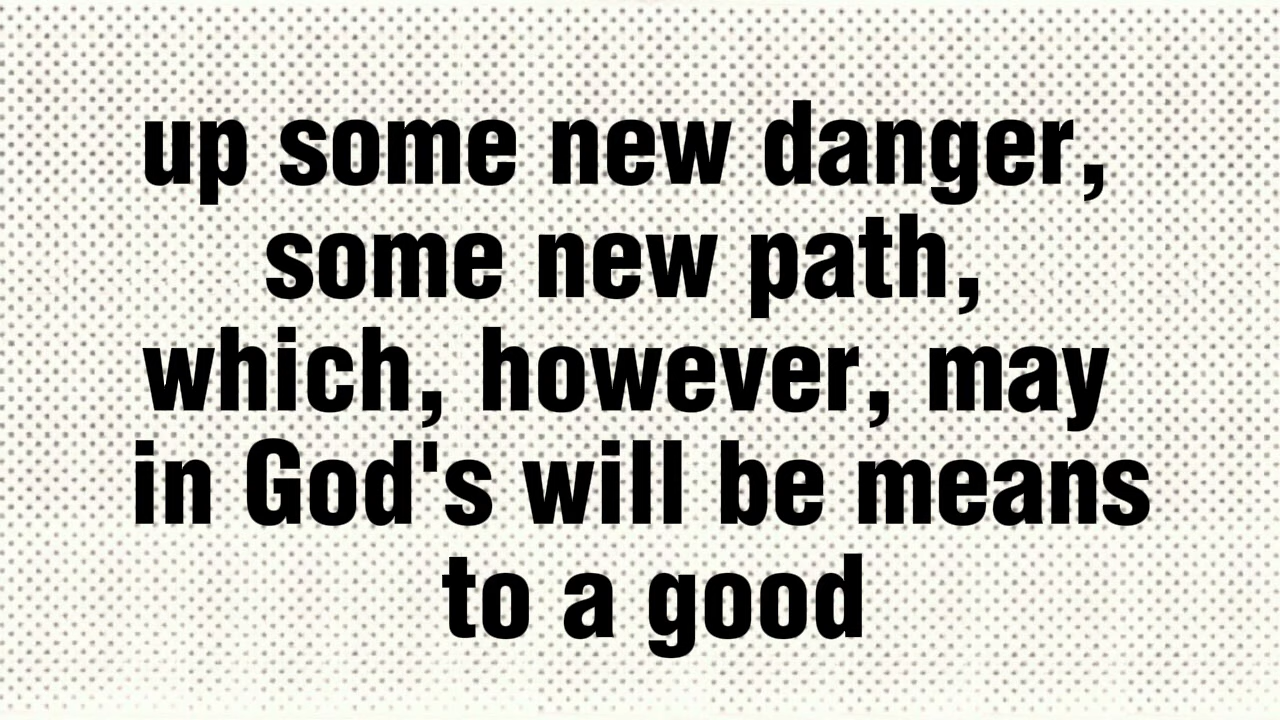 up some new danger,
some new path,
which, however, may
in God's will be means
to a good